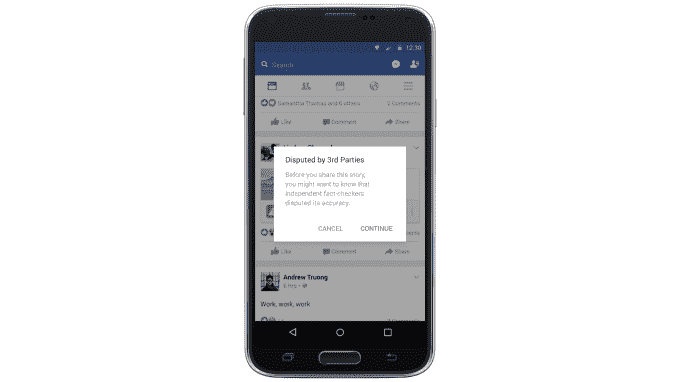 12:30
Search
Samantha Thomas and 6 others
2 Comments
Like Comment Share
Disputed by 3rd Parties
Before you share this story,
you might want to know that
independent fact-checkers
disputed its accuracy.
CANCEL CONTINUE
Like Comment Share
Andrew Truong
6 hrs
Work, work, work